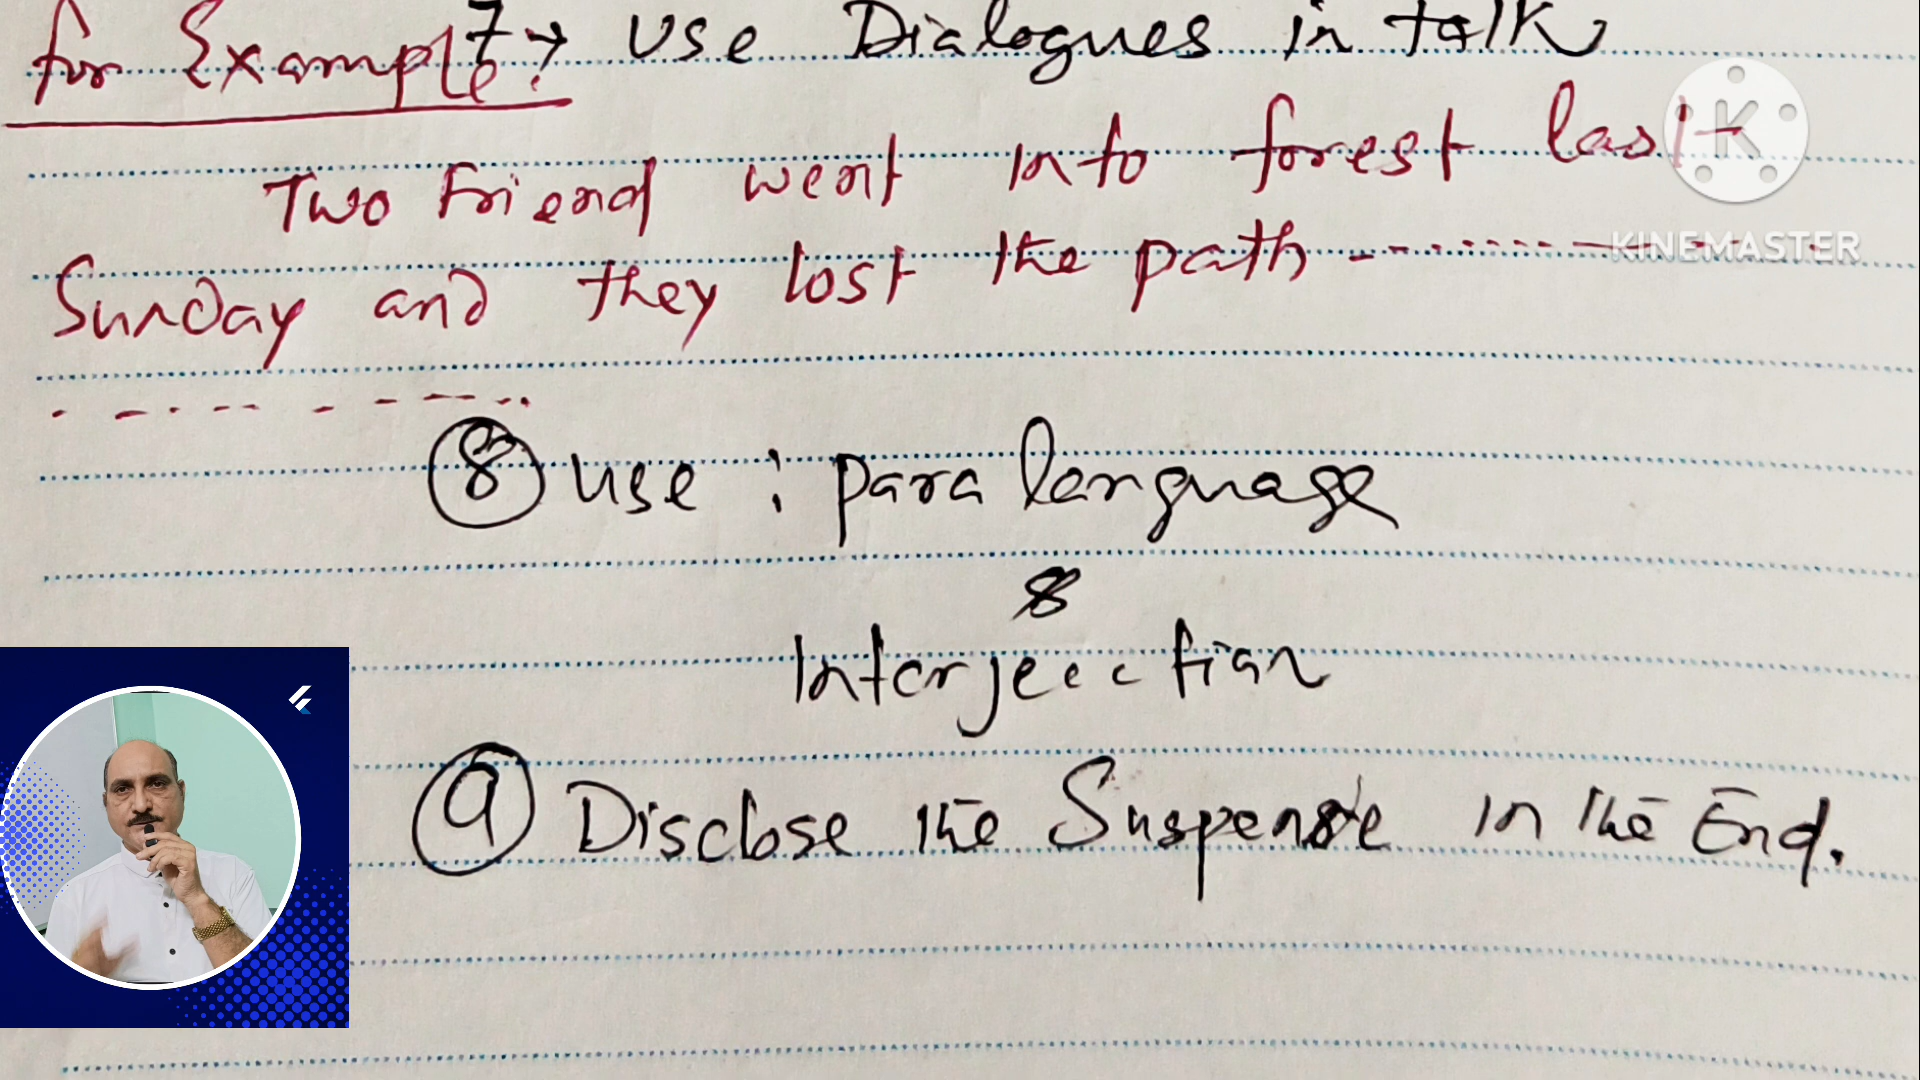 7 → Use Dialogues in talk
for Example:
Two Friend went into forest last
Sunday and they lost the path - - - - - - - -
- - - - - - - -
K
KINEMASTER
⑧ use : para language
&
Interjecction
⑨ Disclose the Suspense in the End.